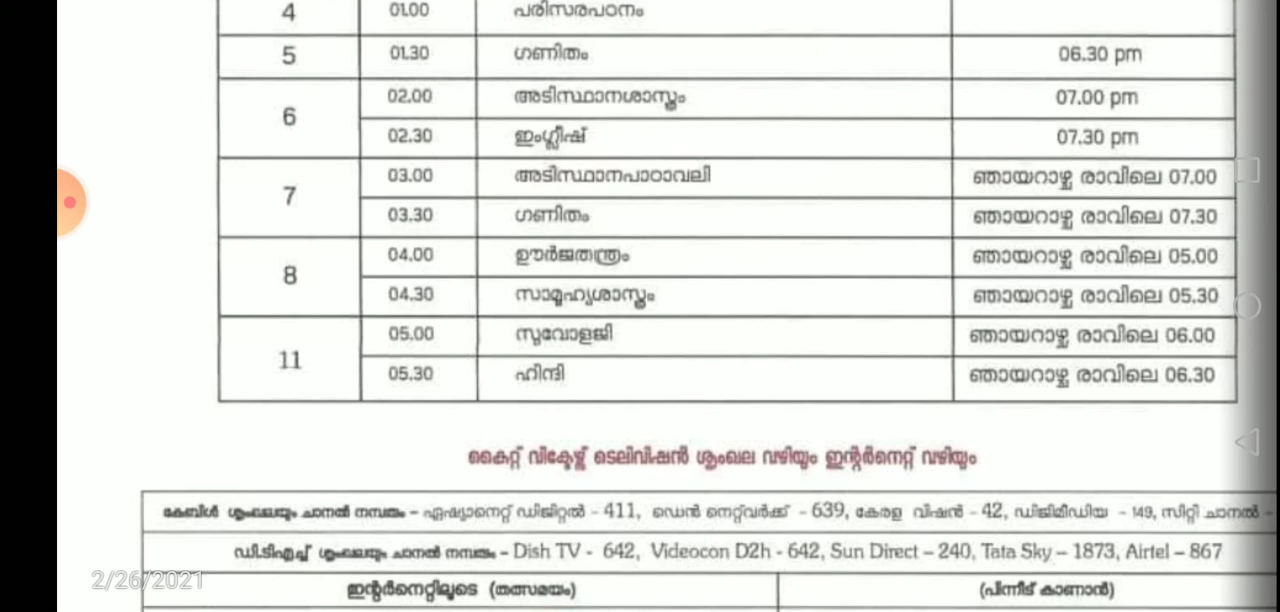 4 01.00 പരിസരപഠനം
5 01.30 ഗണിതം 06.30 pm
6 02.00 അടിസ്ഥാനശാസ്ത്രം 07.00 pm
02.30 ഇംഗ്ലീഷ് 07.30 pm
7 03.00 അടിസ്ഥാനപാഠാവലി ഞായറാഴ്ച രാവിലെ 07.00
03.30 ഗണിതം ഞായറാഴ്ച രാവിലെ 07.30
8 04.00 ഊർജതന്ത്രം ഞായറാഴ്ച രാവിലെ 05.00
04.30 സാമൂഹ്യശാസ്ത്രം ഞായറാഴ്ച രാവിലെ 05.30
11 05.00 സുവോളജി ഞായറാഴ്ച രാവിലെ 06.00
05.30 ഹിന്ദി ഞായറാഴ്ച രാവിലെ 06.30
കൈറ്റ് വിക്ടേഴ്സ് ടെലിവിഷൻ ശൃംഖല വഴിയും ഇന്റർനെറ്റ് വഴിയും
കേബിൾ ശൃംഖലയും ചാനൽ നമ്പരും – ഏഷ്യാനെറ്റ് ഡിജിറ്റൽ - 411, ഡെൻ നെറ്റ്‌വർക്ക് - 639, കേരള വിഷൻ - 42, ഡിജിമീഡിയ - 149, സിറ്റി ചാനൽ -
ഡി.ടി.എച്ച് ശൃംഖലയും ചാനൽ നമ്പരും – Dish TV - 642, Videocon D2h - 642, Sun Direct – 240, Tata Sky – 1873, Airtel – 867
ഇന്റർനെറ്റിലൂടെ (തത്സമയം) (പിന്നീട് കാണാൻ)
2/26/2021